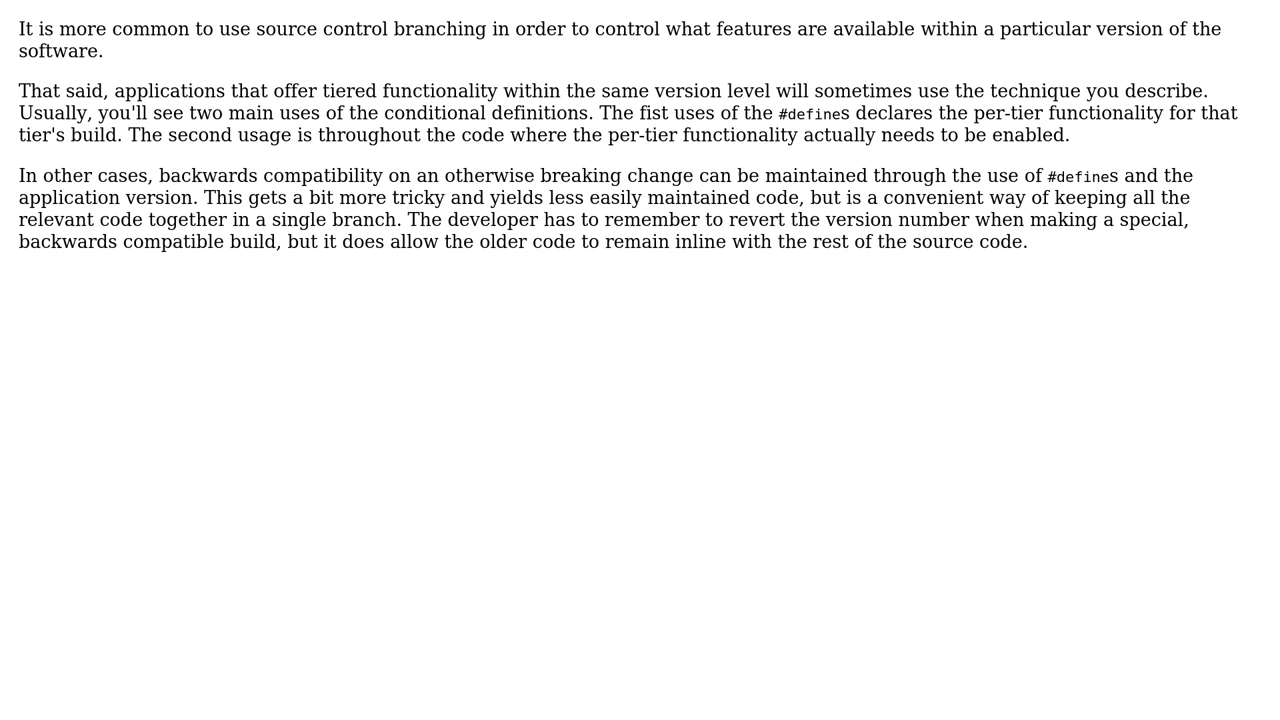 It is more common to use source control branching in order to control what features are available within a particular version of the
software.
That said, applications that offer tiered functionality within the same version level will sometimes use the technique you describe.
Usually, you'll see two main uses of the conditional definitions. The fist uses of the #defines declares the per-tier functionality for that
tier's build. The second usage is throughout the code where the per-tier functionality actually needs to be enabled.
In other cases, backwards compatibility on an otherwise breaking change can be maintained through the use of #defines and the
application version. This gets a bit more tricky and yields less easily maintained code, but is a convenient way of keeping all the
relevant code together in a single branch. The developer has to remember to revert the version number when making a special,
backwards compatible build, but it does allow the older code to remain inline with the rest of the source code.